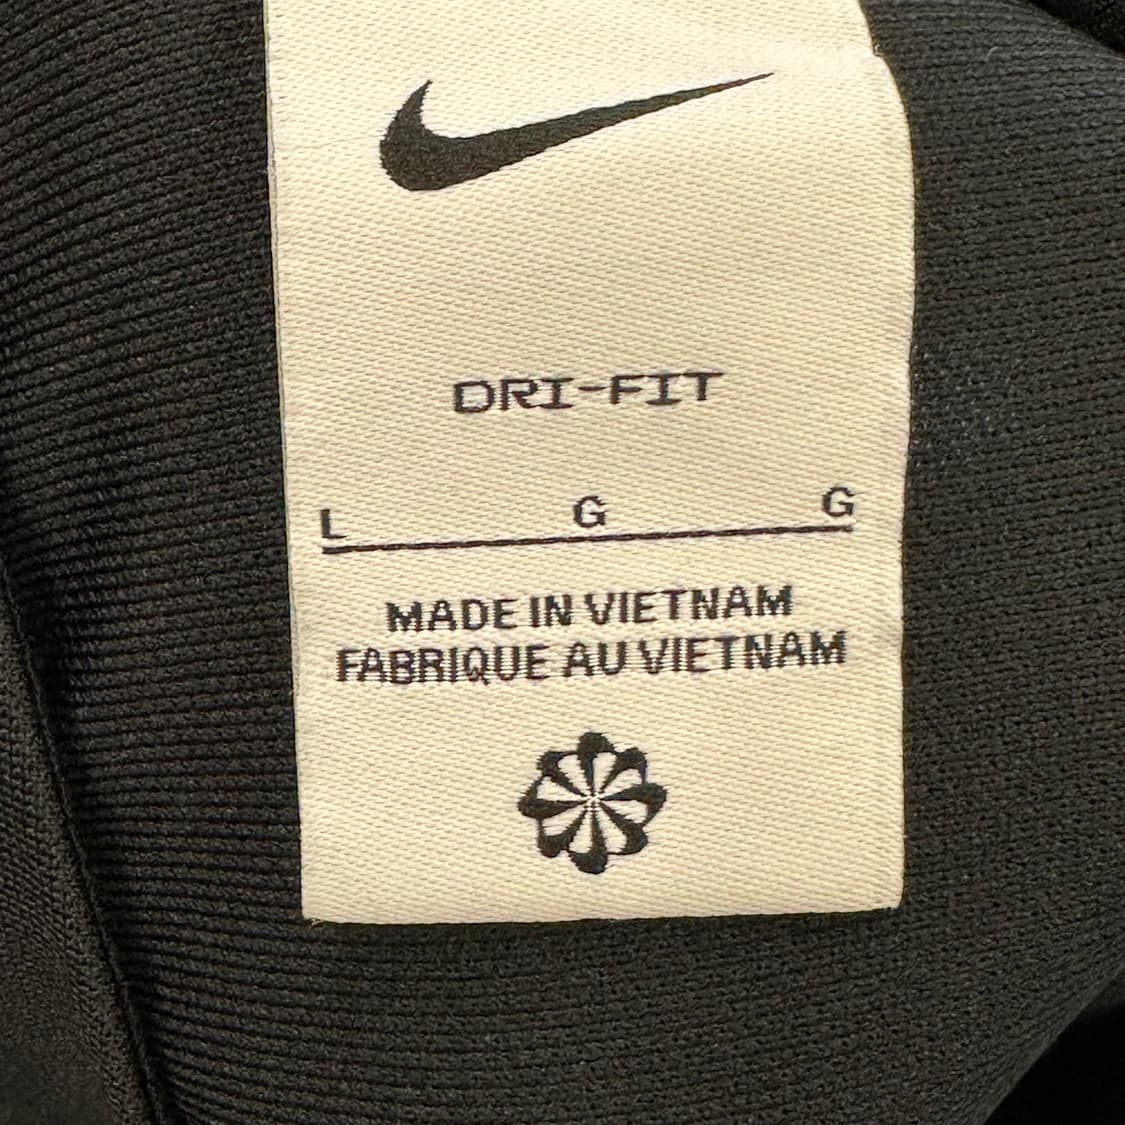 DRI-FIT
L G G
MADE IN VIETNAM
FABRIQUE AU VIETNAM